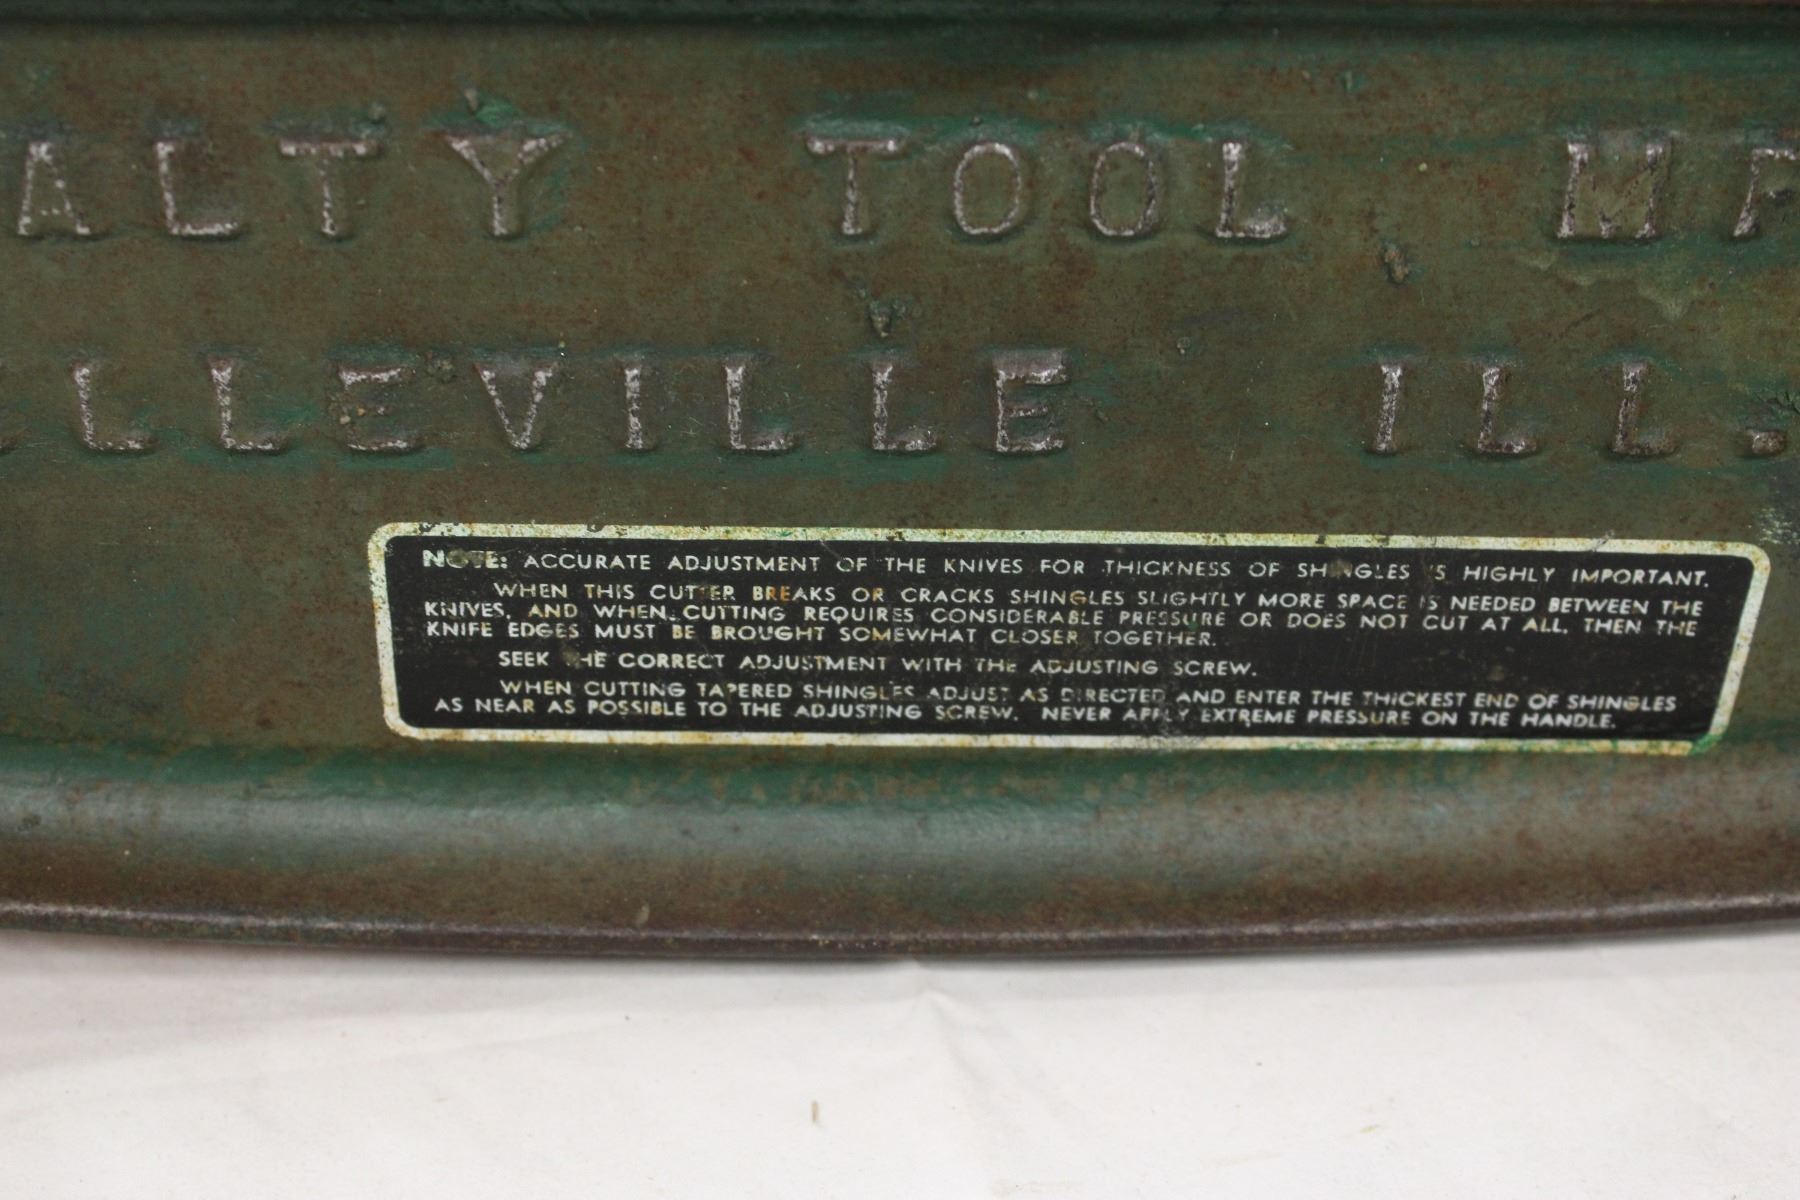 ALTY TOOL MF
ELLEVILLE ILL.
NOTE: ACCURATE ADJUSTMENT OF THE KNIVES FOR THICKNESS OF SHINGLES IS HIGHLY IMPORTANT.
WHEN THIS CUTTER BREAKS OR CRACKS SHINGLES SLIGHTLY MORE SPACE IS NEEDED BETWEEN THE
KNIVES, AND WHEN CUTTING REQUIRES CONSIDERABLE PRESSURE OR DOES NOT CUT AT ALL, THEN THE
KNIFE EDGES MUST BE BROUGHT SOMEWHAT CLOSER TOGETHER.
SEEK THE CORRECT ADJUSTMENT WITH THE ADJUSTING SCREW.
WHEN CUTTING TAPERED SHINGLES ADJUST AS DIRECTED AND ENTER THE THICKEST END OF SHINGLES
AS NEAR AS POSSIBLE TO THE ADJUSTING SCREW. NEVER APPLY EXTREME PRESSURE ON THE HANDLE.